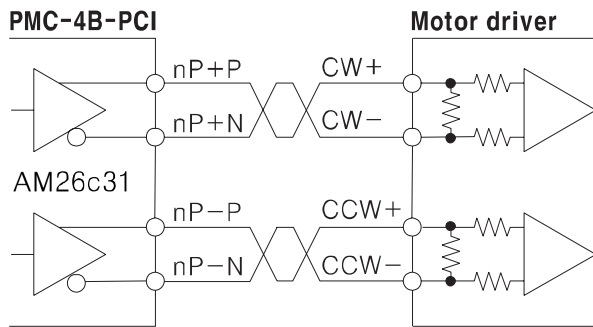 PMC-4B-PCI Motor driver
nP+P CW+
nP+N CW-
AM26c31
nP-P CCW+
nP-N CCW-